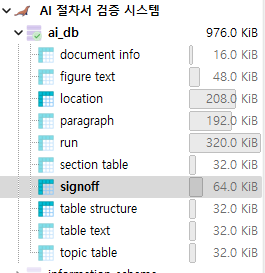 AI 절차서 검증 시스템
ai_db 976.0 KiB
document info 16.0 KiB
figure text 48.0 KiB
location 208.0 KiB
paragraph 192.0 KiB
run 320.0 KiB
section table 32.0 KiB
signoff 64.0 KiB
table structure 32.0 KiB
table text 32.0 KiB
topic table 32.0 KiB